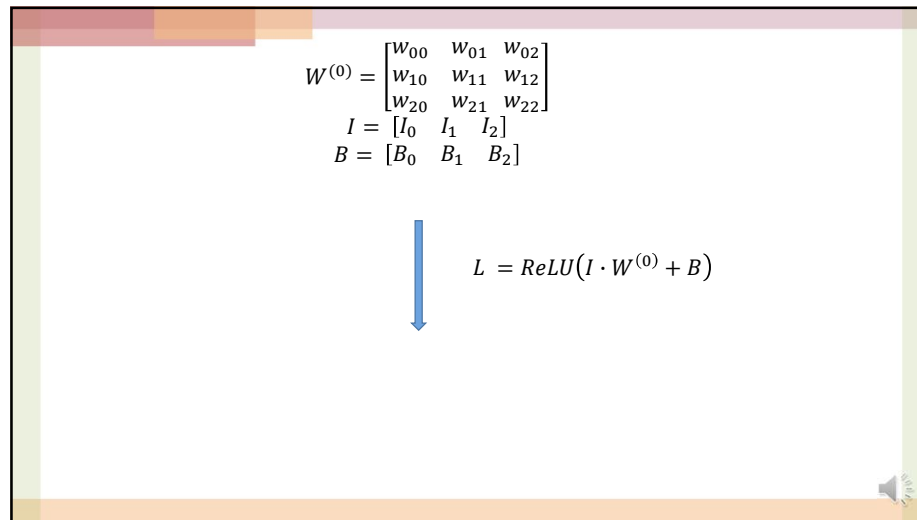 W⁽⁰⁾ = [w₀₀ w₀₁ w₀₂
w₁₀ w₁₁ w₁₂
w₂₀ w₂₁ w₂₂]
I = [I₀ I₁ I₂]
B = [B₀ B₁ B₂]
L = ReLU(I · W⁽⁰⁾ + B)